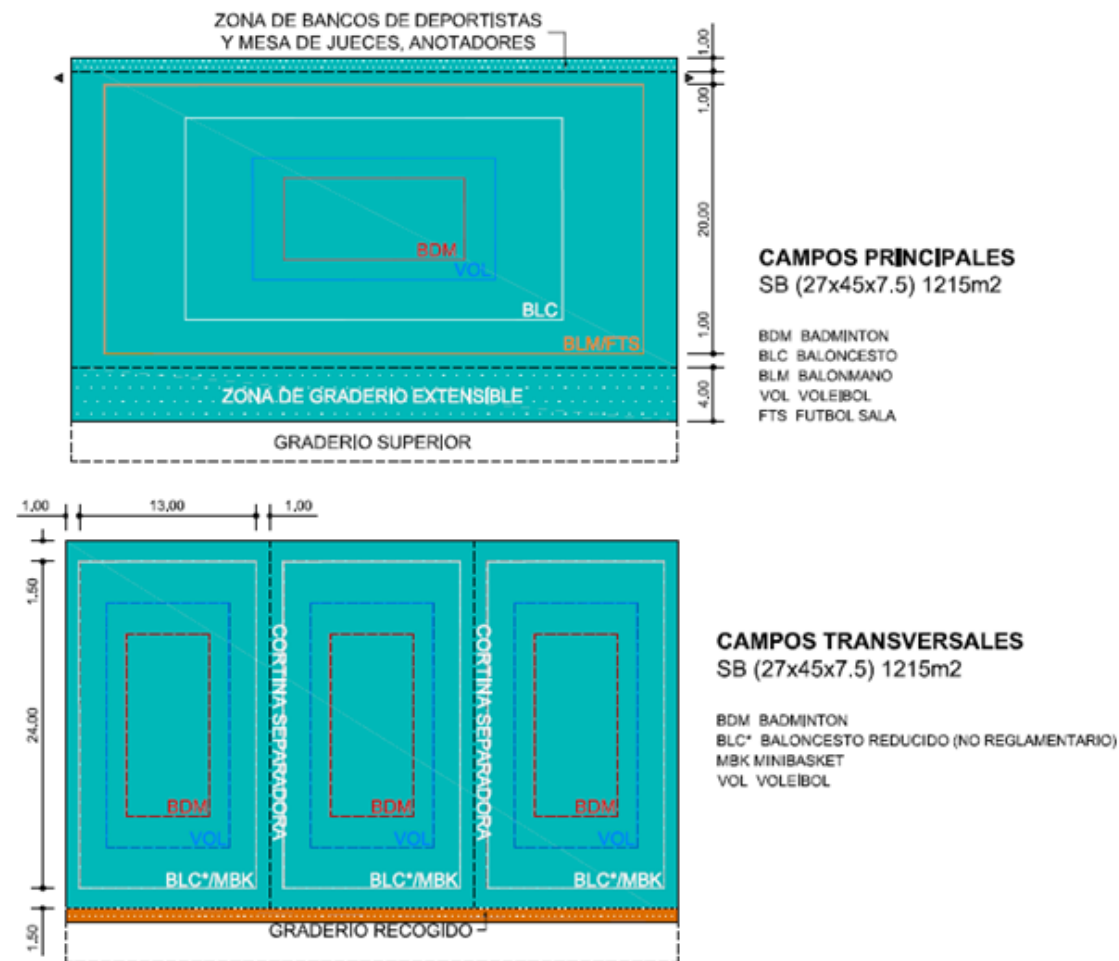 ZONA DE BANCOS DE DEPORTISTAS
Y MESA DE JUECES, ANOTADORES
1,00
1,00
20,00
1,00
4,00
BDM
VOL
BLC
BLM/FTS
ZONA DE GRADERIO EXTENSIBLE
GRADERIO SUPERIOR
CAMPOS PRINCIPALES
SB (27x45x7.5) 1215m2
BDM BADMINTON
BLC BALONCESTO
BLM BALONMANO
VOL VOLEIBOL
FTS FUTBOL SALA
1,00
13,00
1,00
1,50
24,00
1,50
CORTINA SEPARADORA
CORTINA SEPARADORA
BDM
BDM
BDM
VOL
VOL
VOL
BLC*/MBK
BLC*/MBK
BLC*/MBK
GRADERIO RECOGIDO
CAMPOS TRANSVERSALES
SB (27x45x7.5) 1215m2
BDM BADMINTON
BLC* BALONCESTO REDUCIDO (NO REGLAMENTARIO)
MBK MINIBASKET
VOL VOLEIBOL